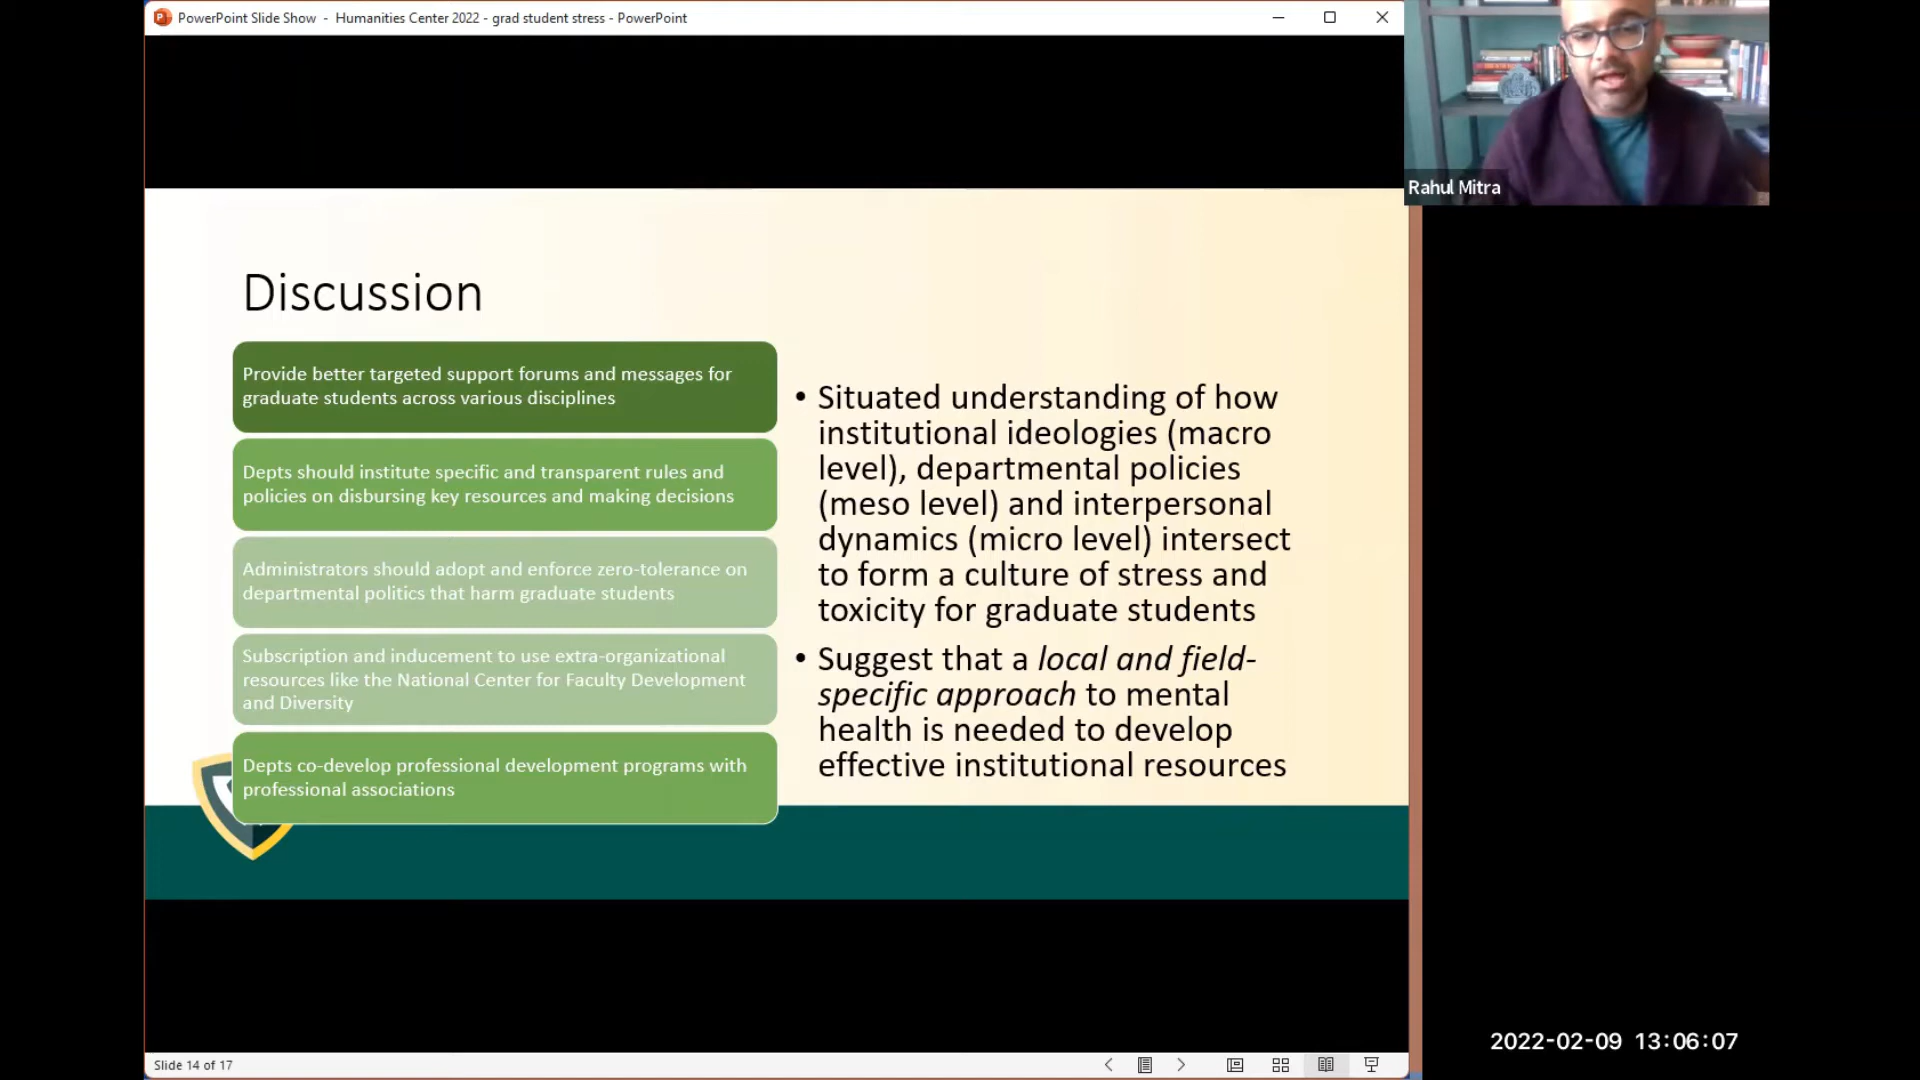 PowerPoint Slide Show - Humanities Center 2022 - grad student stress - PowerPoint
Rahul Mitra
Discussion
Provide better targeted support forums and messages for
graduate students across various disciplines
Depts should institute specific and transparent rules and
policies on disbursing key resources and making decisions
Administrators should adopt and enforce zero-tolerance on
departmental politics that harm graduate students
Subscription and inducement to use extra-organizational
resources like the National Center for Faculty Development
and Diversity
Depts co-develop professional development programs with
professional associations
• Situated understanding of how
institutional ideologies (macro
level), departmental policies
(meso level) and interpersonal
dynamics (micro level) intersect
to form a culture of stress and
toxicity for graduate students
• Suggest that a local and field-
specific approach to mental
health is needed to develop
effective institutional resources
2022-02-09 13:06:07
Slide 14 of 17